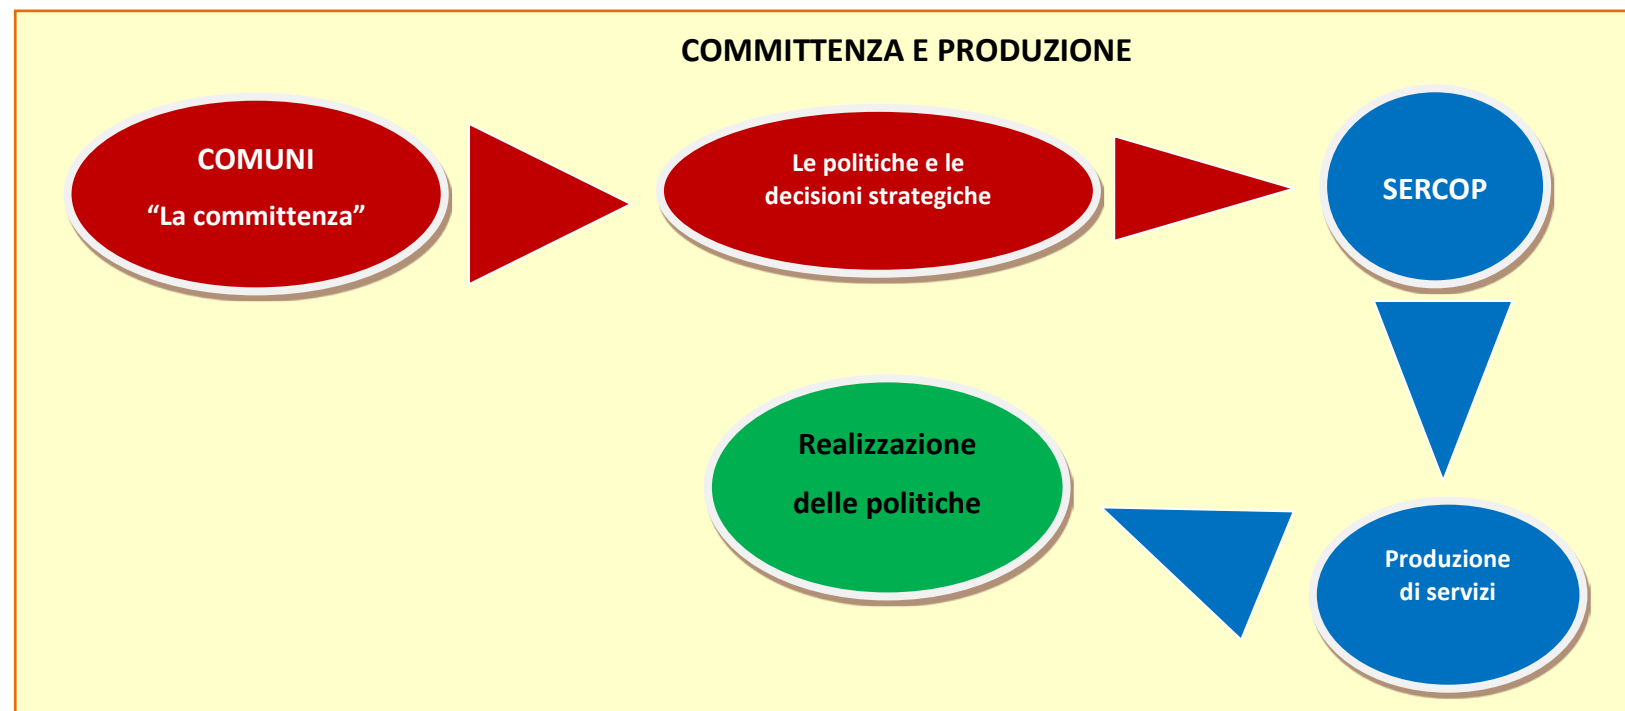 COMMITTENZA E PRODUZIONE
COMUNI
“La committenza”
Le politiche e le
decisioni strategiche
SERCOP
Realizzazione
delle politiche
Produzione
di servizi